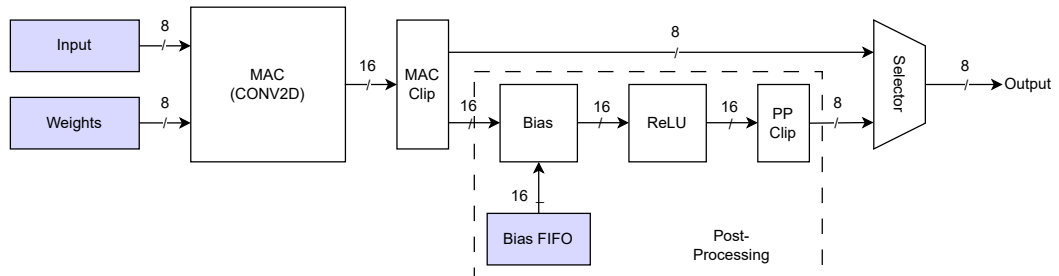 Input
8
Weights
8
MAC
(CONV2D)
16
MAC
Clip
8
16
Bias
16
ReLU
16
PP
Clip
8
Selector
8
Output
16
Bias FIFO
Post-
Processing